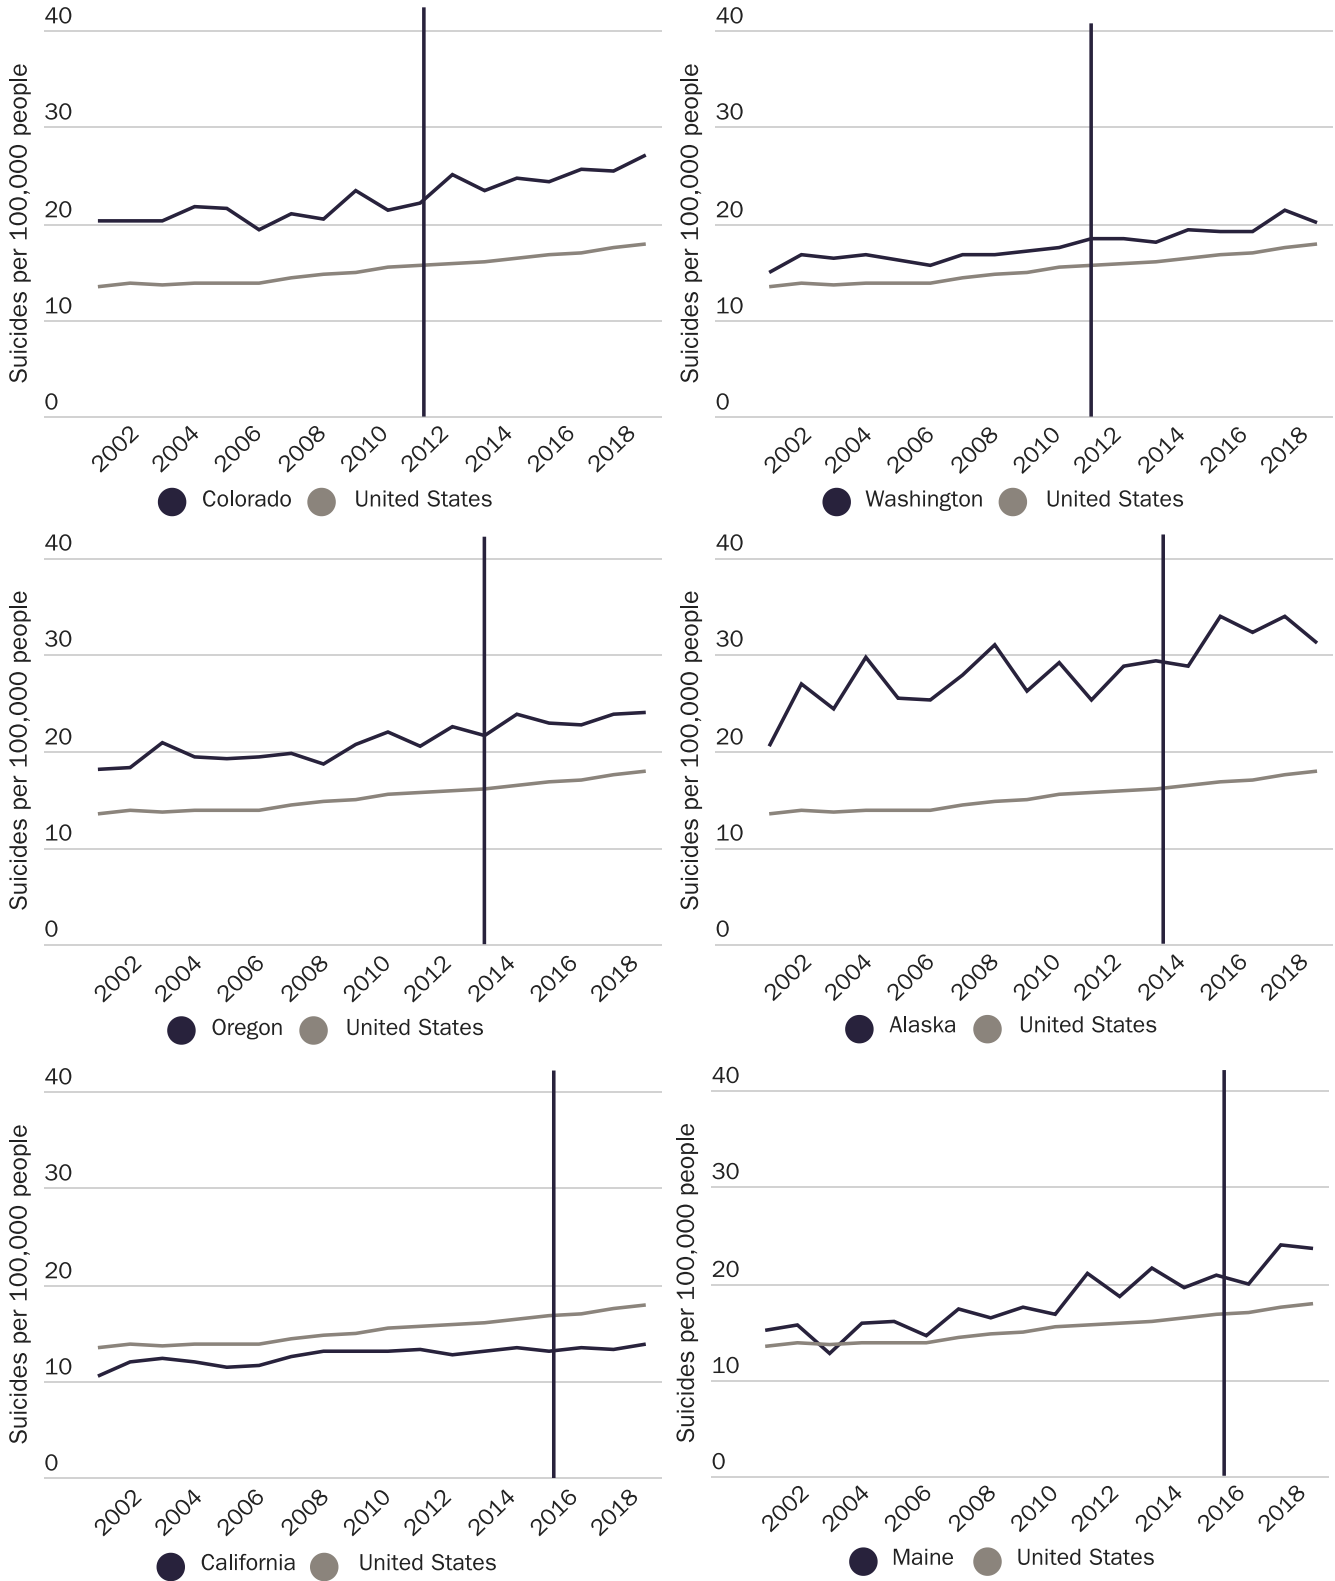 40
30
20
10
0
Suicides per 100,000 people
2002 2004 2006 2008 2010 2012 2014 2016 2018
Colorado United States
40
30
20
10
0
Suicides per 100,000 people
2002 2004 2006 2008 2010 2012 2014 2016 2018
Washington United States
40
30
20
10
0
Suicides per 100,000 people
2002 2004 2006 2008 2010 2012 2014 2016 2018
Oregon United States
40
30
20
10
0
Suicides per 100,000 people
2002 2004 2006 2008 2010 2012 2014 2016 2018
Alaska United States
40
30
20
10
0
Suicides per 100,000 people
2002 2004 2006 2008 2010 2012 2014 2016 2018
California United States
40
30
20
10
0
Suicides per 100,000 people
2002 2004 2006 2008 2010 2012 2014 2016 2018
Maine United States